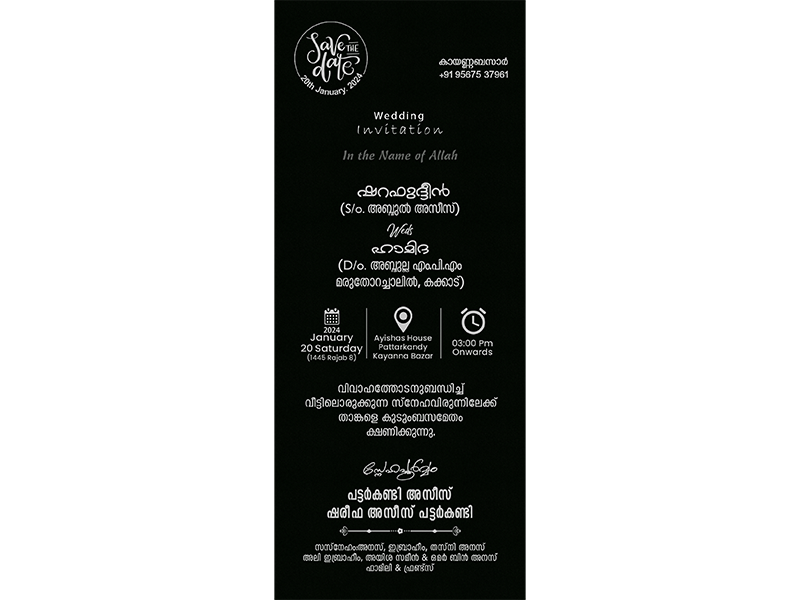 Save THE date
20th January. 2024
കായണ്ണബസാർ
+91 95675 37961
Wedding
Invitation
In the Name of Allah
ഷറഫുദ്ദീൻ
(S/o. അബ്ദുൽ അസീസ്)
Weds
ഹാമിദ
(D/o. അബ്ദുല്ല എം.പി.എം
മരുതോറച്ചാലിൽ, കക്കാട്)
2024
January
20 Saturday
(1445 Rajab 8)
Ayishas House
Pattarkandy
Kayanna Bazar
03:00 Pm
Onwards
വിവാഹത്തോടനുബന്ധിച്ച്
വീട്ടിലൊരുക്കുന്ന സ്നേഹവിരുന്നിലേക്ക്
താങ്കളെ കുടുംബസമേതം
ക്ഷണിക്കുന്നു.
സ്നേഹപൂർവ്വം
പട്ടർകണ്ടി അസീസ്
ഷരീഫ അസീസ് പട്ടർകണ്ടി
സസ്നേഹം:അനസ്, ഇബ്രാഹീം, തസ്നി അനസ്
അലി ഇബ്രാഹീം, അയിശ സമീൻ & ഒമർ ബിൻ അനസ്
ഫാമിലി & ഫ്രണ്ട്സ്